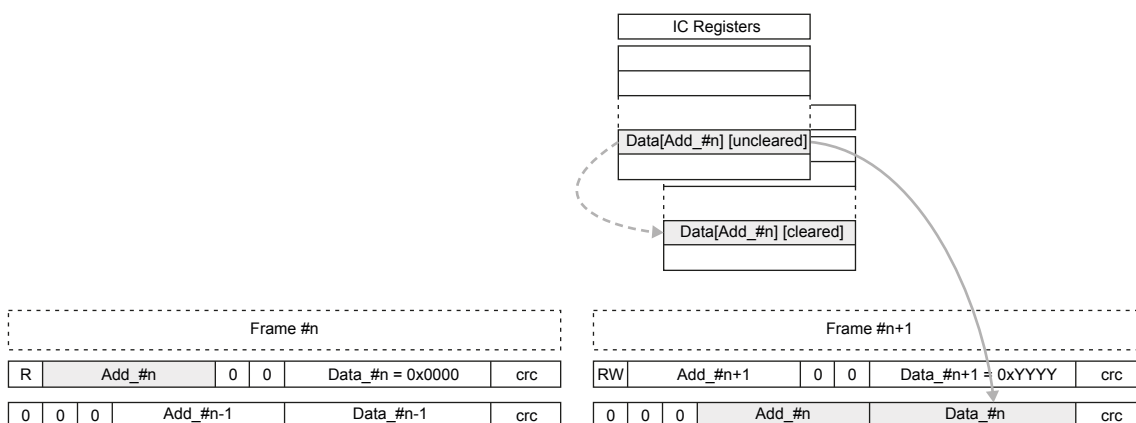 IC Registers
Data[Add_#n] [uncleared]
Data[Add_#n] [cleared]
Frame #n Frame #n+1
R Add_#n 0 0 Data_#n = 0x0000 crc RW Add_#n+1 0 0 Data_#n+1 = 0xYYYY crc
0 0 0 Add_#n-1 Data_#n-1 crc 0 0 0 Add_#n Data_#n crc